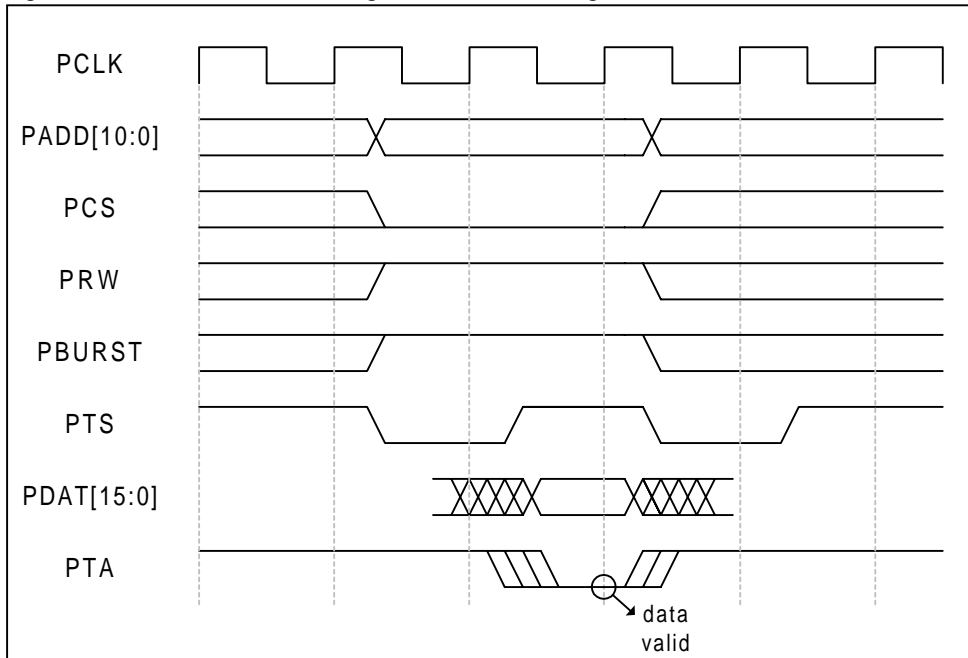 PCLK
PADD[10:0]
PCS
PRW
PBURST
PTS
PDAT[15:0]
PTA
data
valid